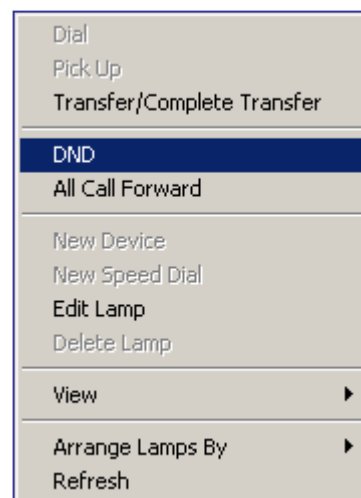 Dial
Pick Up
Transfer/Complete Transfer
DND
All Call Forward
New Device
New Speed Dial
Edit Lamp
Delete Lamp
View
Arrange Lamps By
Refresh